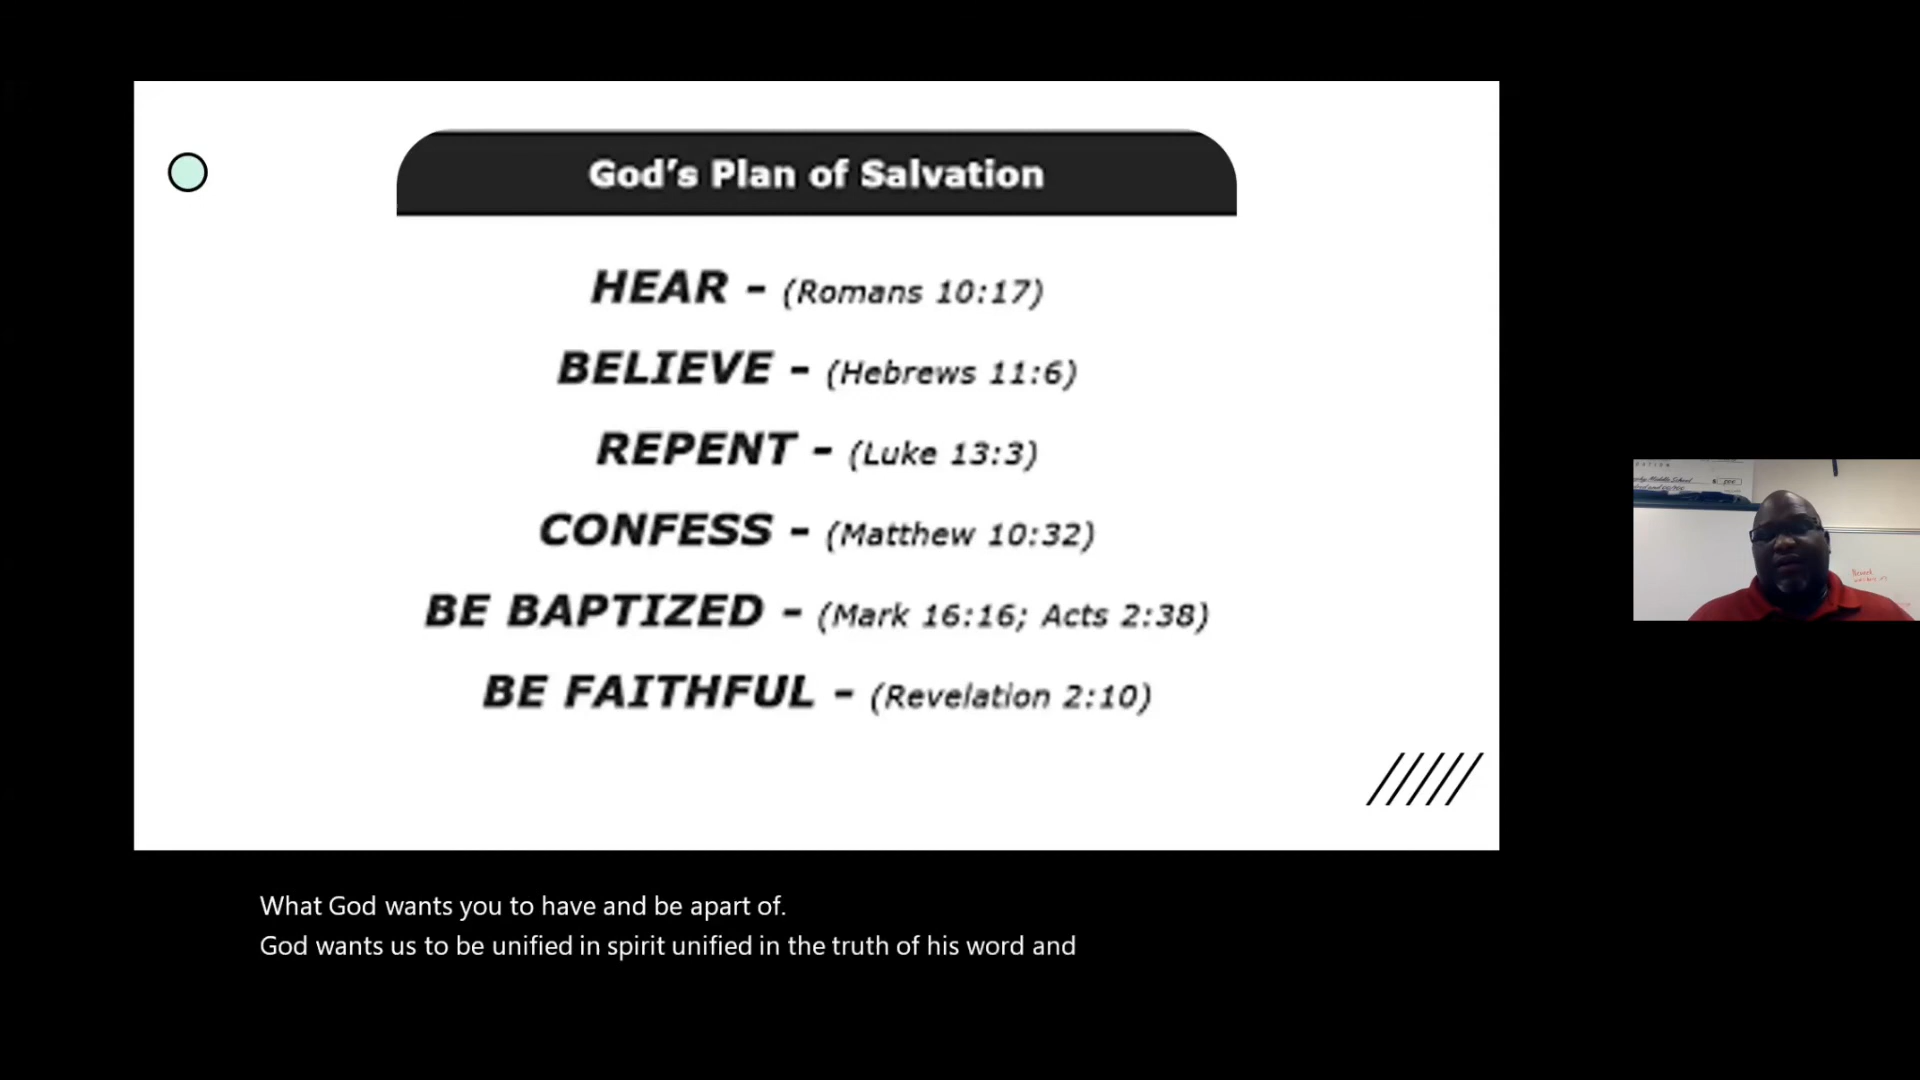 God's Plan of Salvation
HEAR - (Romans 10:17)
BELIEVE - (Hebrews 11:6)
REPENT - (Luke 13:3)
CONFESS - (Matthew 10:32)
BE BAPTIZED - (Mark 16:16; Acts 2:38)
BE FAITHFUL - (Revelation 2:10)
Middle School
What God wants you to have and be apart of.
God wants us to be unified in spirit unified in the truth of his word and